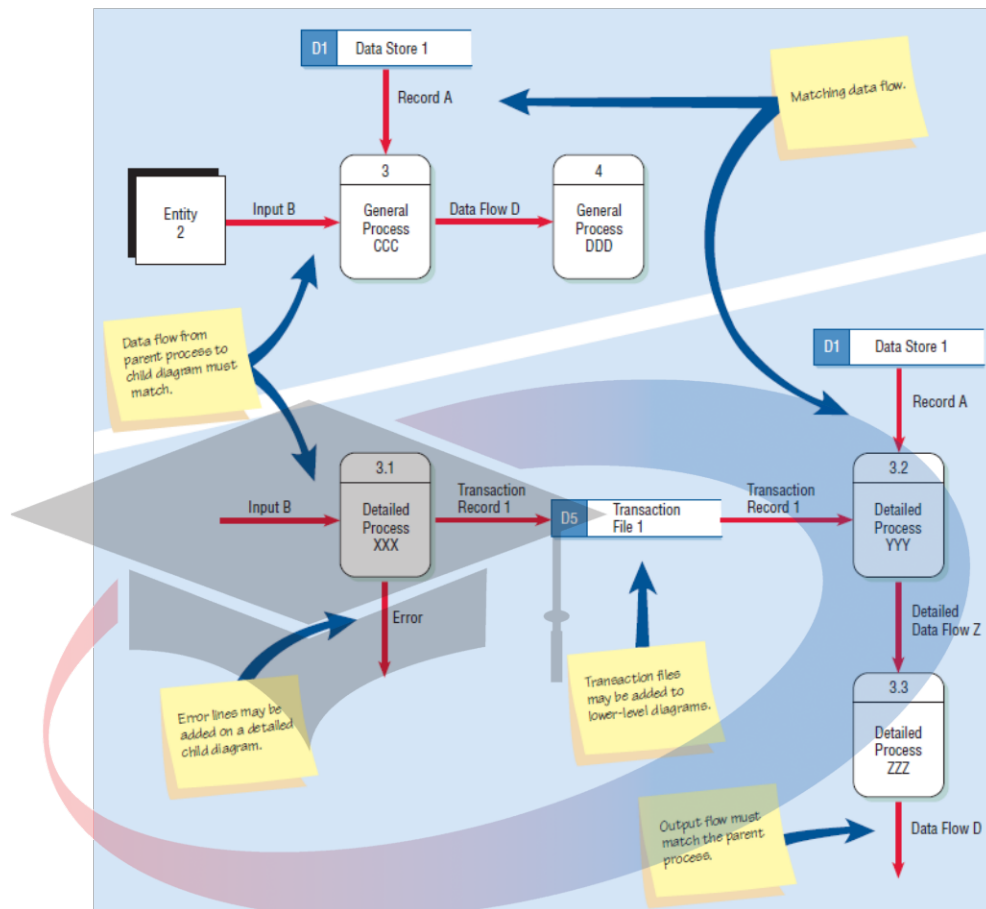 D1
Data Store 1
Record A
Matching data flow.
3
General
Process
CCC
4
General
Process
DDD
Entity
2
Input B
Data Flow D
Data flow from
parent process to
child diagram must
match.
D1
Data Store 1
Record A
3.1
Detailed
Process
XXX
Input B
Transaction
Record 1
D5
Transaction
File 1
Transaction
Record 1
3.2
Detailed
Process
YYY
Error
Detailed
Data Flow Z
Error lines may be
added on a detailed
child diagram.
Transaction files
may be added to
lower-level diagrams.
3.3
Detailed
Process
ZZZ
Output flow must
match the parent
process.
Data Flow D